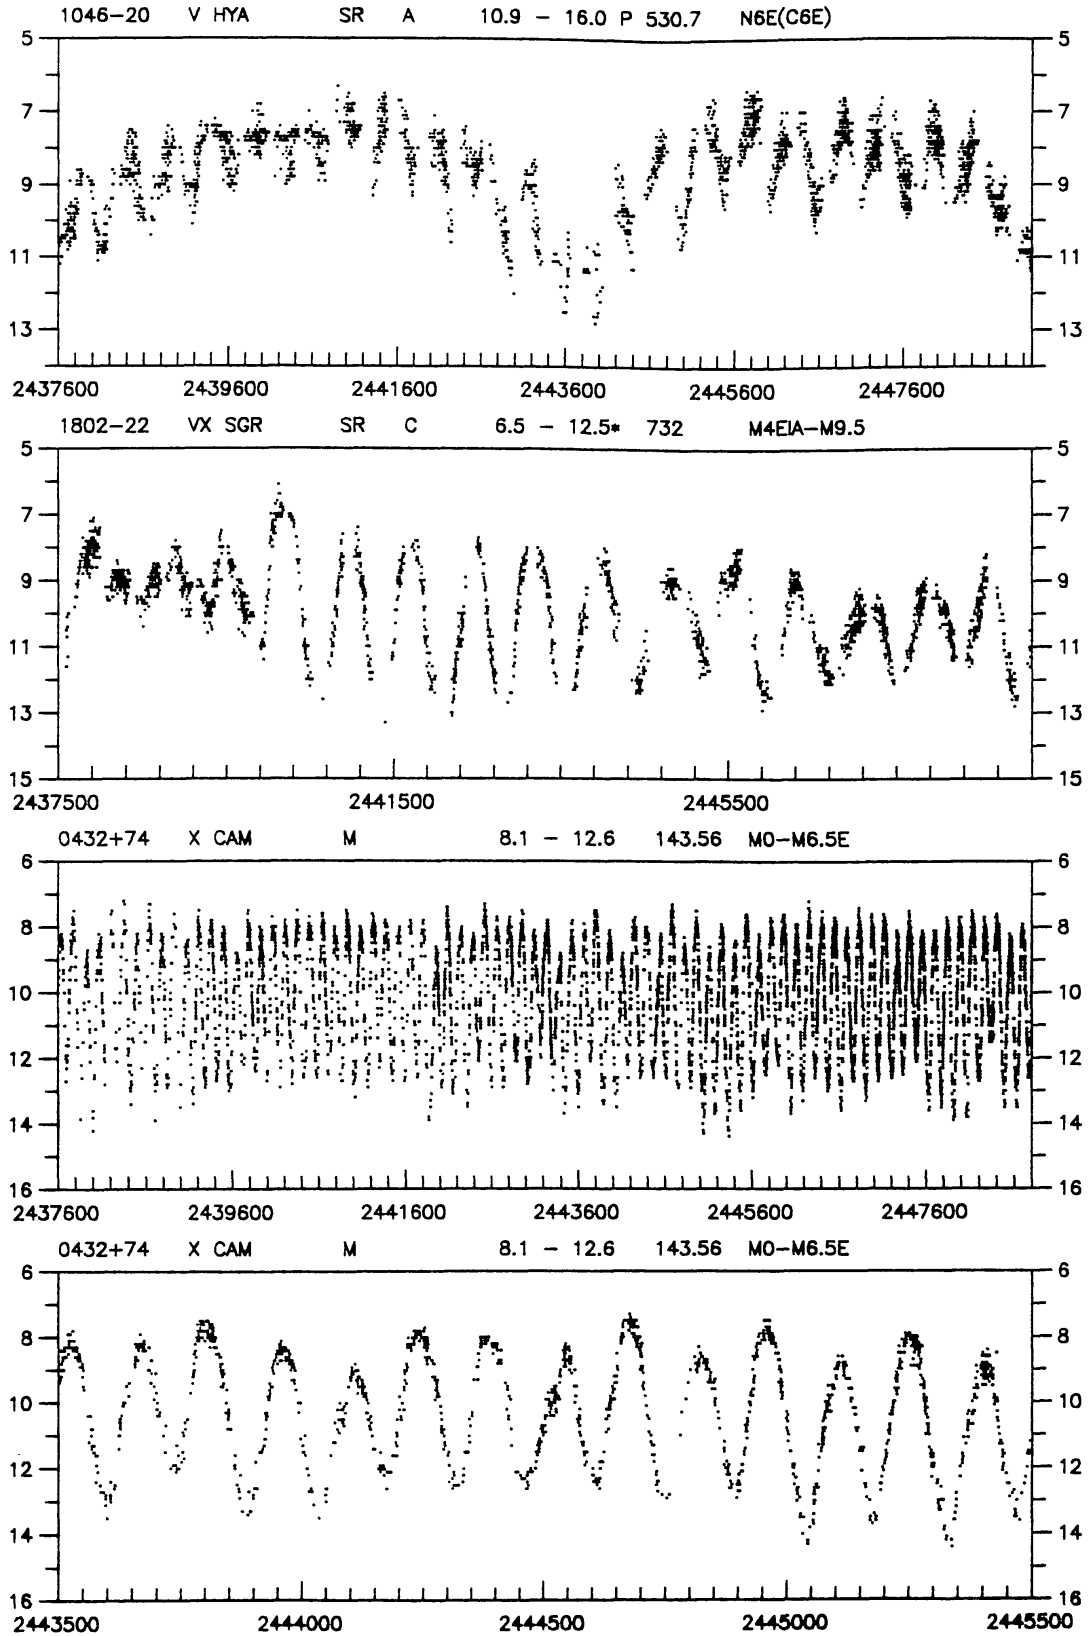 1046-20 V HYA SR A 10.9 - 16.0 P 530.7 N6E(C6E)
5 5
7 7
9 9
11 11
13 13
2437600 2439600 2441600 2443600 2445600 2447600
1802-22 VX SGR SR C 6.5 - 12.5* 732 M4EIA-M9.5
5 5
7 7
9 9
11 11
13 13
15 15
2437500 2441500 2445500
0432+74 X CAM M 8.1 - 12.6 143.56 M0-M6.5E
6 6
8 8
10 10
12 12
14 14
16 16
2437600 2439600 2441600 2443600 2445600 2447600
0432+74 X CAM M 8.1 - 12.6 143.56 M0-M6.5E
6 6
8 8
10 10
12 12
14 14
16 16
2443500 2444000 2444500 2445000 2445500